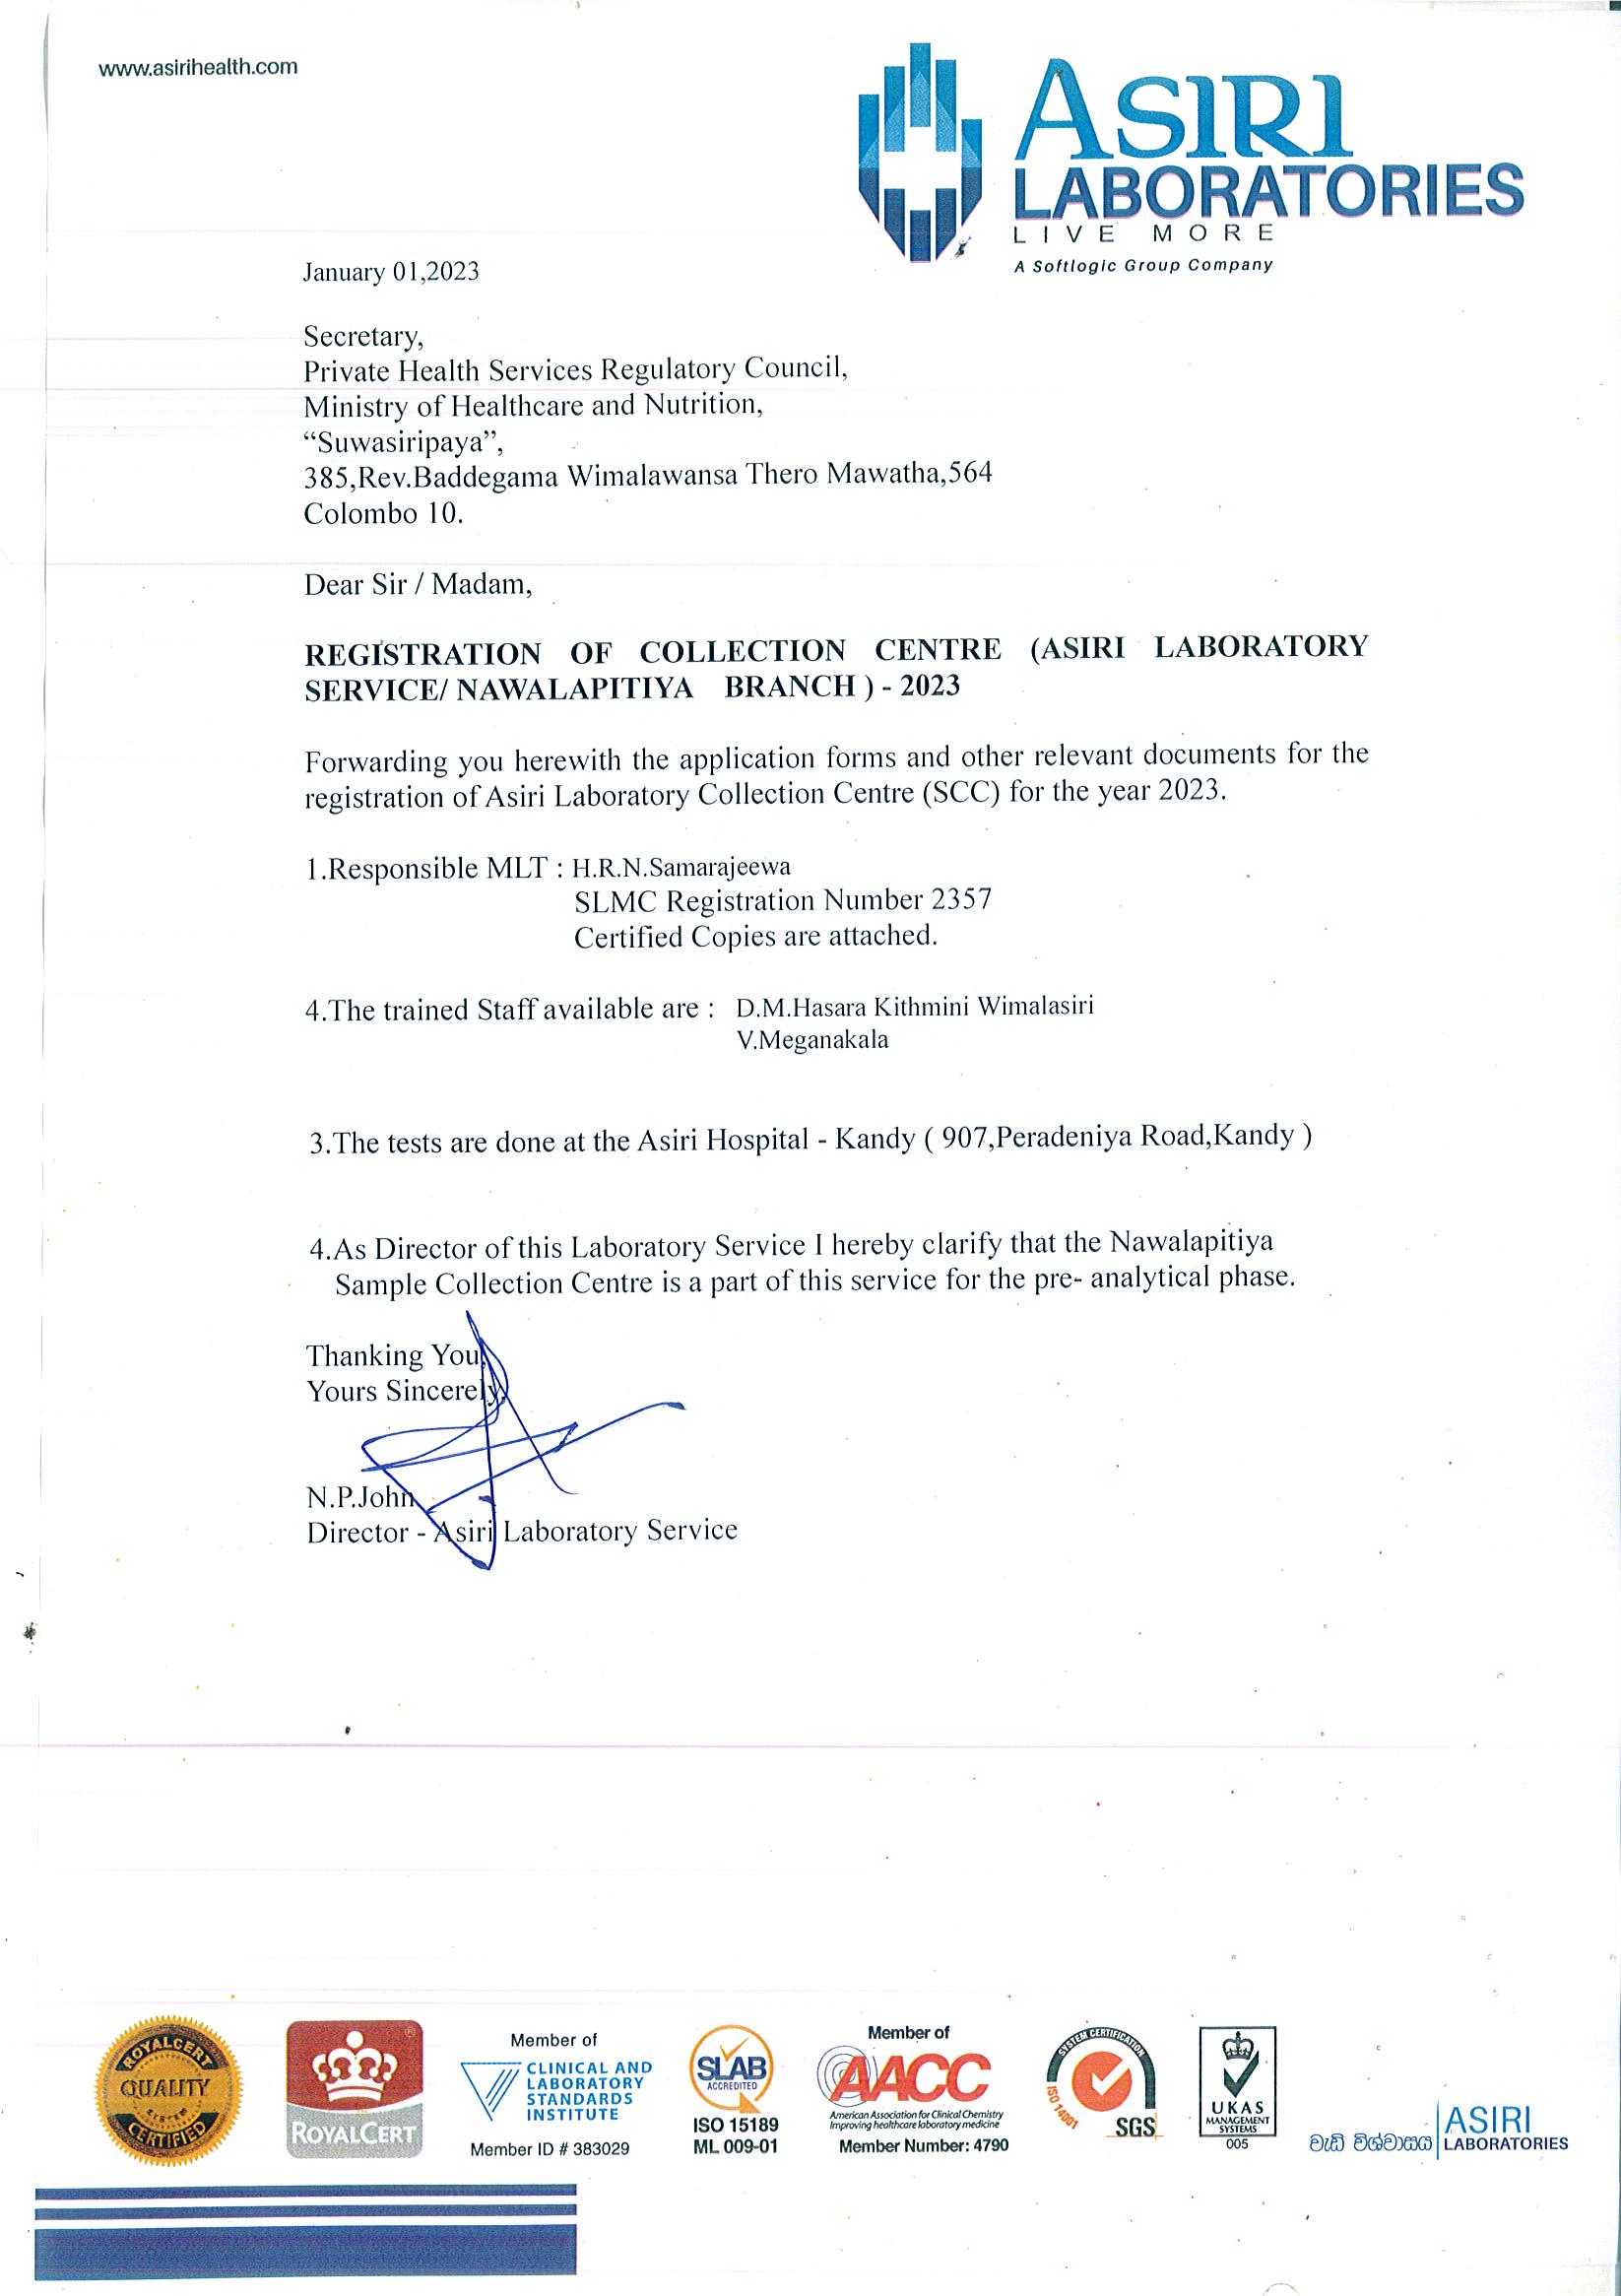 www.asirihealth.com
ASIRI
LABORATORIES
LIVE MORE
A Softlogic Group Company
January 01,2023
Secretary,
Private Health Services Regulatory Council,
Ministry of Healthcare and Nutrition,
“Suwasiripaya”,
385,Rev.Baddegama Wimalawansa Thero Mawatha,564
Colombo 10.
Dear Sir / Madam,
REGISTRATION OF COLLECTION CENTRE (ASIRI LABORATORY
SERVICE/ NAWALAPITIYA BRANCH ) - 2023
Forwarding you herewith the application forms and other relevant documents for the
registration of Asiri Laboratory Collection Centre (SCC) for the year 2023.
1.Responsible MLT : H.R.N.Samarajeewa
SLMC Registration Number 2357
Certified Copies are attached.
4.The trained Staff available are : D.M.Hasara Kithmini Wimalasiri
V.Meganakala
3.The tests are done at the Asiri Hospital - Kandy ( 907,Peradeniya Road,Kandy )
4.As Director of this Laboratory Service I hereby clarify that the Nawalapitiya
Sample Collection Centre is a part of this service for the pre- analytical phase.
Thanking You,
Yours Sincerely,
N.P.John
Director - Asiri Laboratory Service
ROYALCERT
QUALITY
SYSTEM
CERTIFIED
ROYALCERT
Member of
CLINICAL AND
LABORATORY
STANDARDS
INSTITUTE
Member ID # 383029
SLAB
ACCREDITED
ISO 15189
ML 009-01
Member of
AACC
American Association for Clinical Chemistry
Improving healthcare laboratory medicine
Member Number: 4790
SYSTEM CERTIFICATION
ISO 14001
SGS
UKAS
MANAGEMENT
SYSTEMS
005
වැඩි විශ්වාසය
ASIRI
LABORATORIES